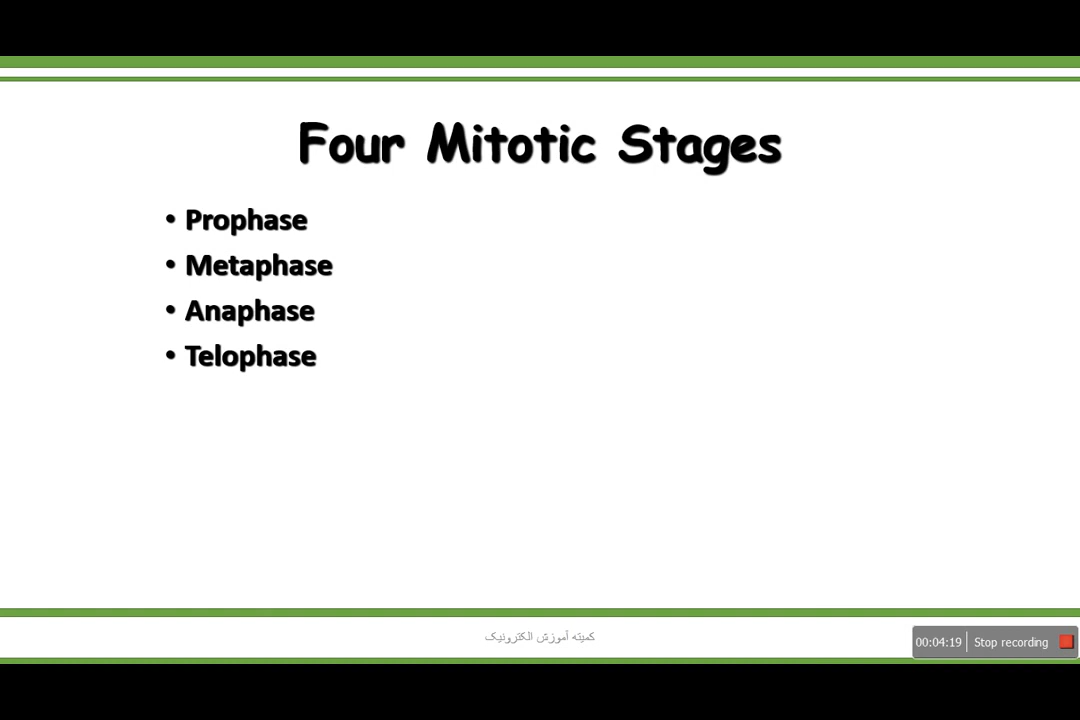 Four Mitotic Stages
• Prophase
• Metaphase
• Anaphase
• Telophase
کمیته آموزش الکترونیک
00:04:19 Stop recording